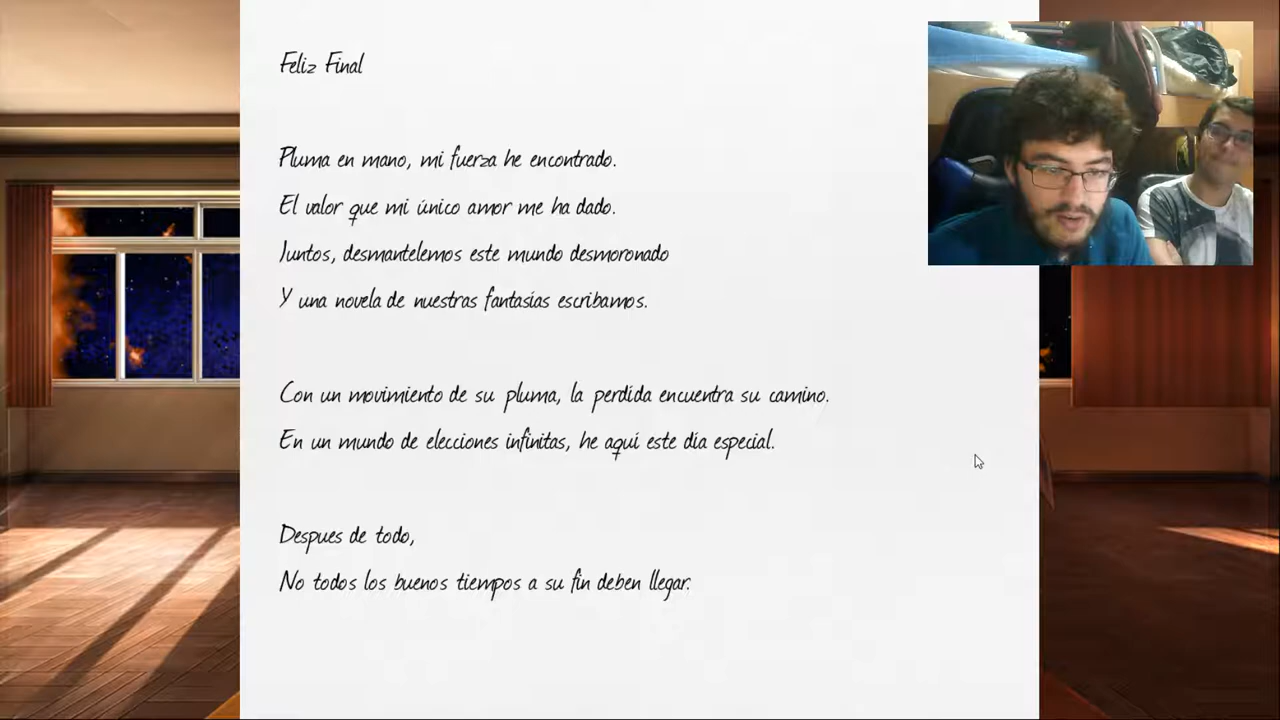 Feliz Final
Pluma en mano, mi fuerza he encontrado.
El valor que mi único amor me ha dado.
Juntos, desmantelemos este mundo desmoronado
Y una novela de nuestras fantasías escribamos.
Con un movimiento de su pluma, la perdida encuentra su camino.
En un mundo de elecciones infinitas, he aquí este día especial.
Despues de todo,
No todos los buenos tiempos a su fin deben llegar.